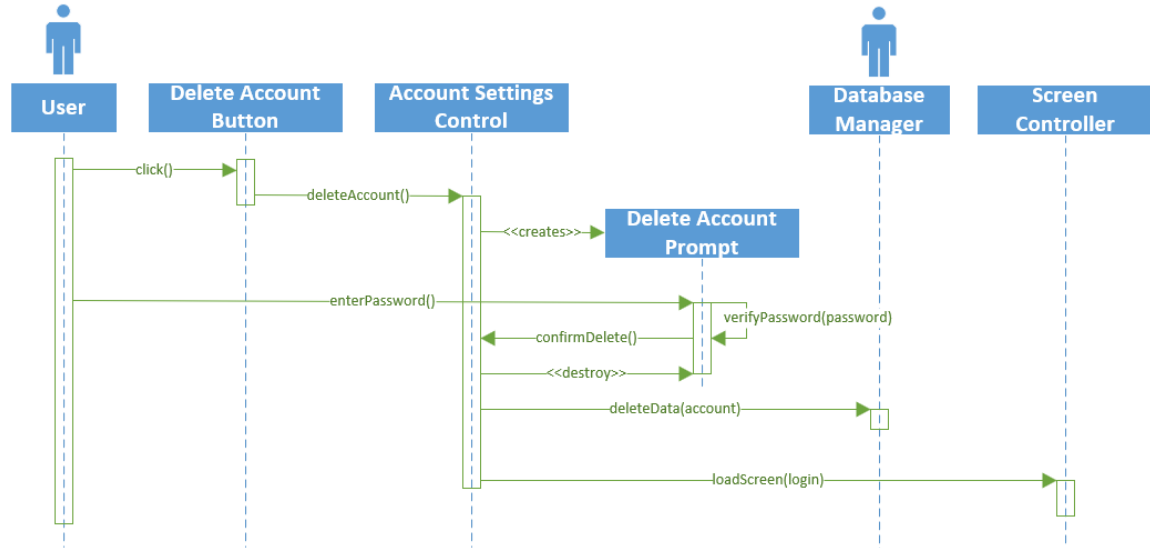 User
Delete Account
Button
Account Settings
Control
Database
Manager
Screen
Controller
click()
deleteAccount()
<<creates>>
Delete Account
Prompt
enterPassword()
verifyPassword(password)
confirmDelete()
<<destroy>>
deleteData(account)
loadScreen(login)